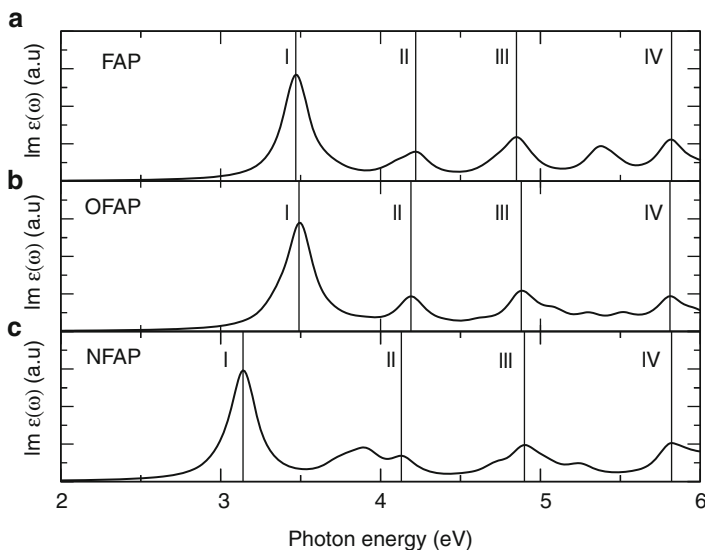 a
FAP
I
II
III
IV
Im ε(ω) (a.u)
b
OFAP
I
II
III
IV
Im ε(ω) (a.u)
c
NFAP
I
II
III
IV
Im ε(ω) (a.u)
2 3 4 5 6
Photon energy (eV)